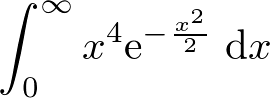 ∫₀^∞ x⁴e^{−x²/2} dx